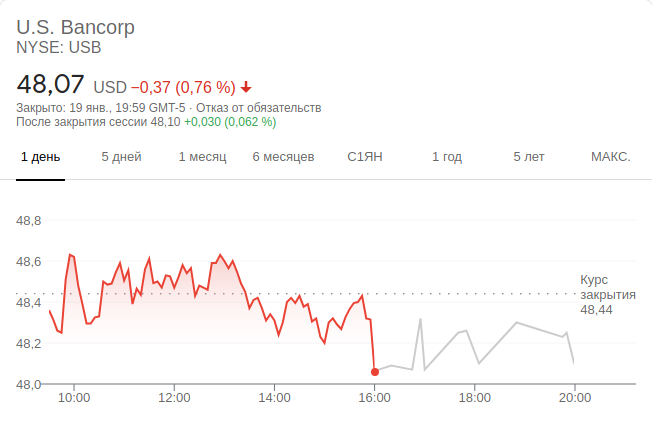 U.S. Bancorp
NYSE: USB
48,07 USD −0,37 (0,76 %)
Закрыто: 19 янв., 19:59 GMT-5 · Отказ от обязательств
После закрытия сессии 48,10 +0,030 (0,062 %)
1 день 5 дней 1 месяц 6 месяцев С1ЯН 1 год 5 лет МАКС.
48,8
48,6
48,4
48,2
48,0
Курс
закрытия
48,44
10:00 12:00 14:00 16:00 18:00 20:00